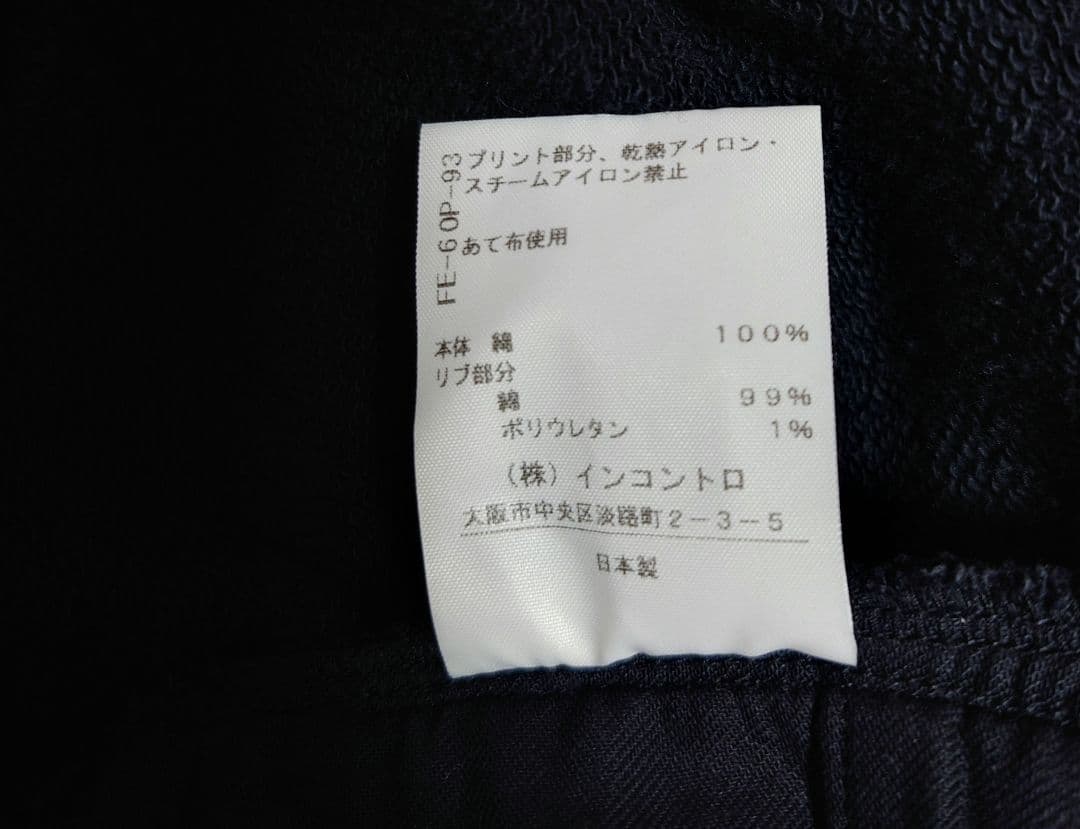 FE-60P-93
プリント部分、乾熱アイロン・
スチームアイロン禁止
あて布使用
本体 綿 100%
リブ部分
綿 99%
ポリウレタン 1%
(株)インコントロ
大阪市中央区淡路町2-3-5
日本製